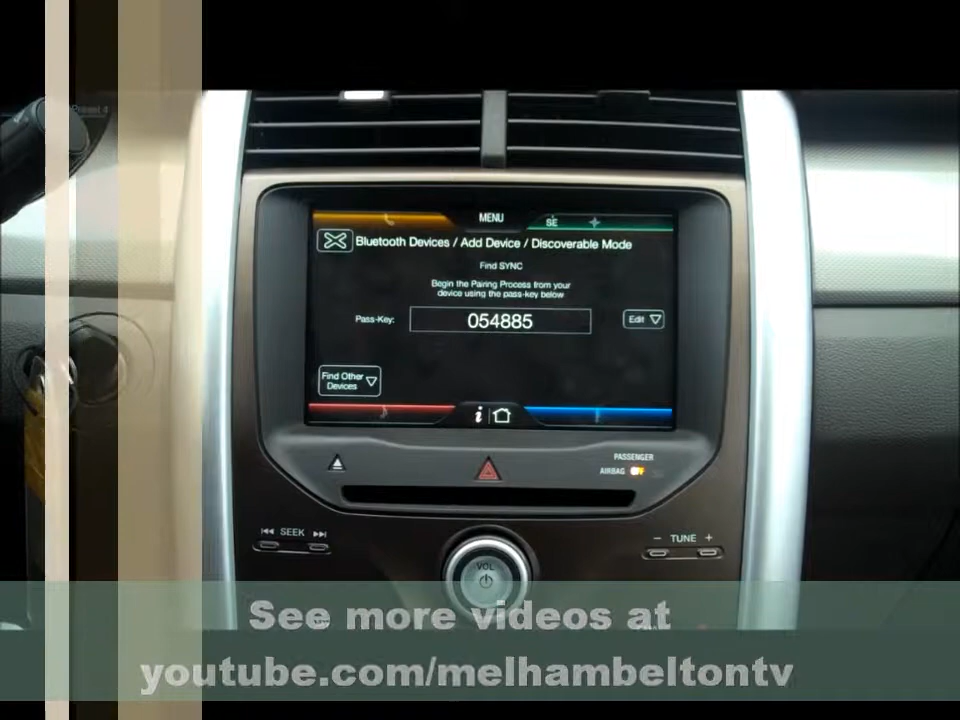 Preset 4
MENU
SE
Bluetooth Devices / Add Device / Discoverable Mode
Find SYNC
Begin the Pairing Process from your
device using the pass-key below
Pass-Key:
054885
Edit
Find Other
Devices
i
PASSENGER
AIRBAG OFF
SEEK
− TUNE +
VOL
See more videos at
youtube.com/melhambeltontv